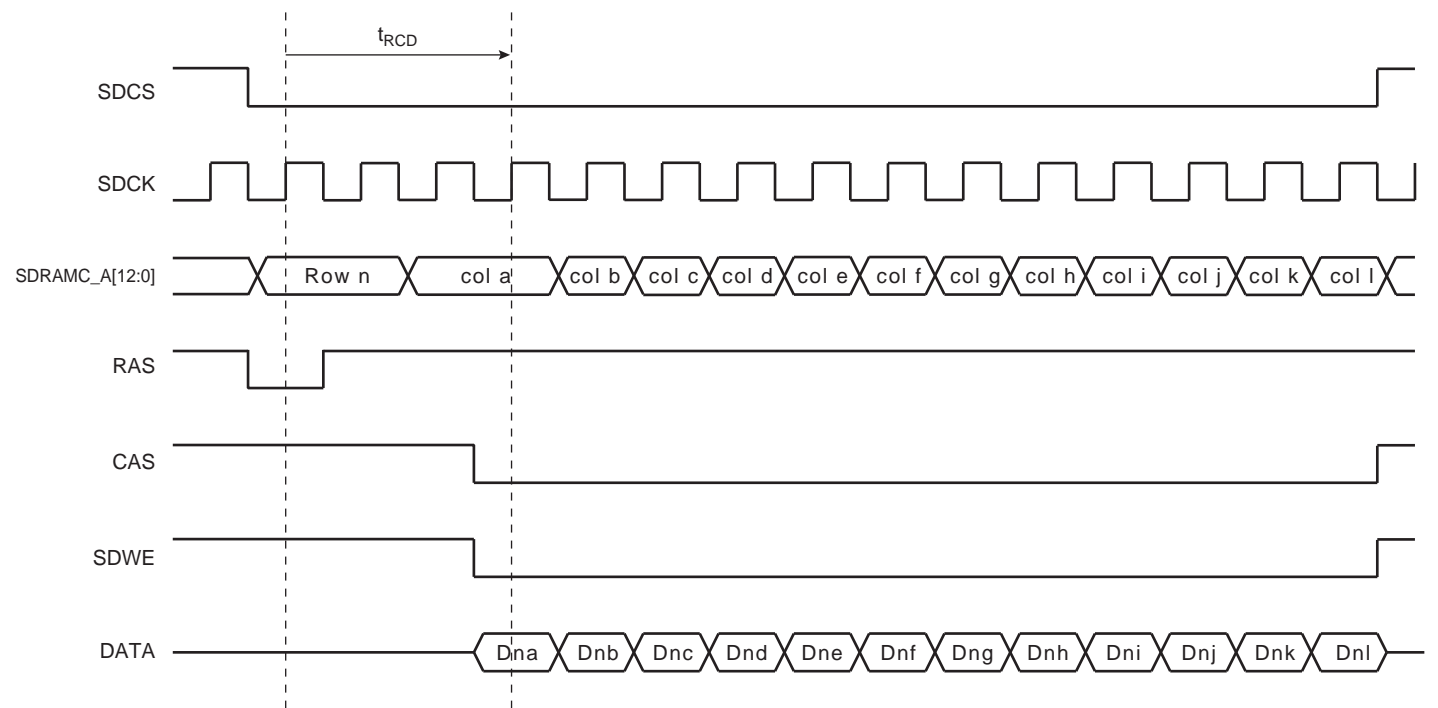 tRCD
SDCS
SDCK
SDRAMC_A[12:0] Row n col a col b col c col d col e col f col g col h col i col j col k col l
RAS
CAS
SDWE
DATA Dna Dnb Dnc Dnd Dne Dnf Dng Dnh Dni Dnj Dnk Dnl